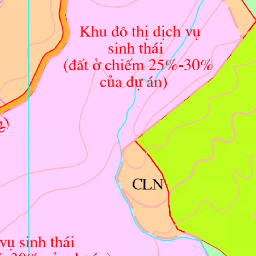 Khu đô thị dịch vụ
sinh thái
(đất ở chiếm 25%-30%
của dự án)
CLN
vụ sinh thái